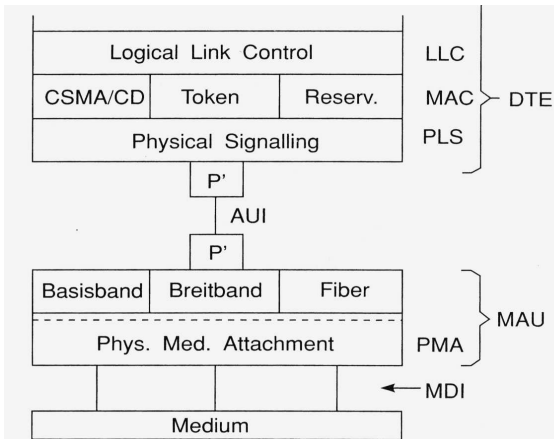 Logical Link Control LLC
CSMA/CD Token Reserv. MAC DTE
Physical Signalling PLS
P'
AUI
P'
Basisband Breitband Fiber
MAU
Phys. Med. Attachment PMA
MDI
Medium